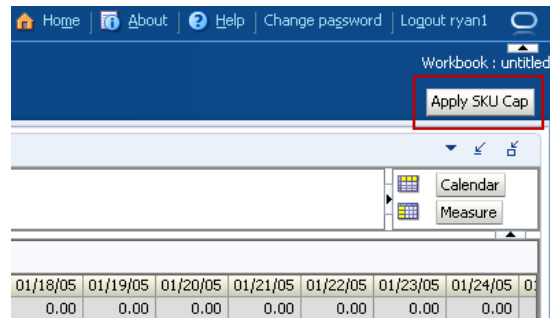 Home About Help Change password Logout ryan1
Workbook : untitled
Apply SKU Cap
Calendar
Measure
01/18/05 01/19/05 01/20/05 01/21/05 01/22/05 01/23/05 01/24/05
0.00 0.00 0.00 0.00 0.00 0.00 0.00